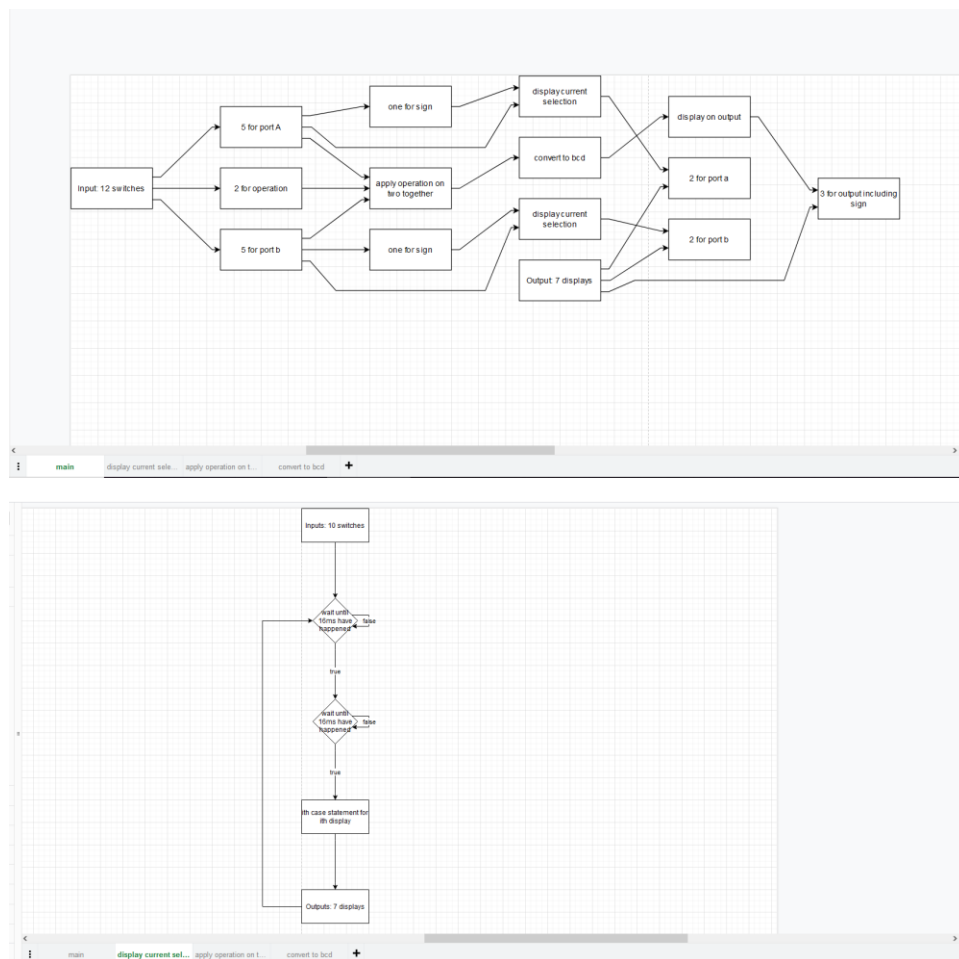 display current
selection
one for sign
display on output
5 for port A
convert to bcd
2 for port a
Input: 12 switches
2 for operation
apply operation on
two together
3 for output including
sign
display current
selection
2 for port b
5 for port b
one for sign
Output: 7 displays
main
display current sele...
apply operation on t...
convert to bcd
Inputs: 10 switches
wait until
16ms have
happened
false
true
wait until
16ms have
happened
false
true
ith case statement for
ith display
Outputs: 7 displays
main
display current sel...
apply operation on t...
convert to bcd